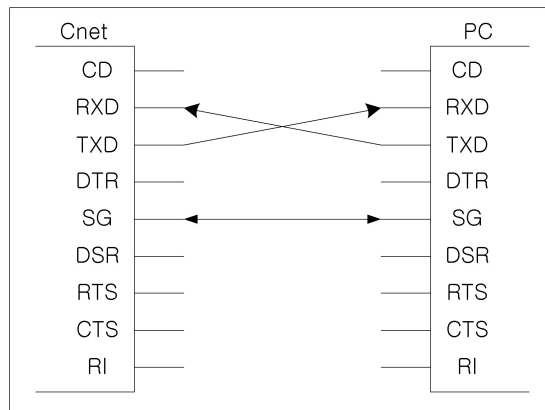 Cnet PC
CD CD
RXD RXD
TXD TXD
DTR DTR
SG SG
DSR DSR
RTS RTS
CTS CTS
RI RI